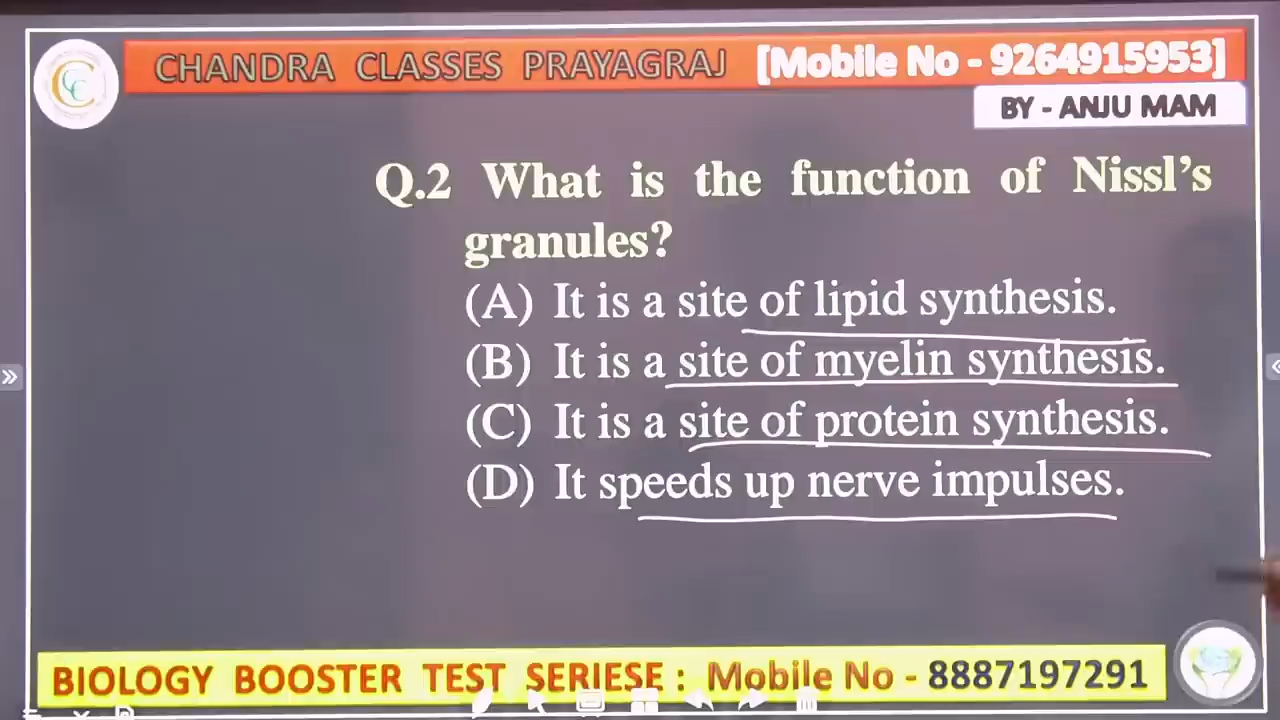 CHANDRA CLASSES PRAYAGRAJ [Mobile No - 9264915953]
BY - ANJU MAM
Q.2 What is the function of Nissl's
granules?
(A) It is a site of lipid synthesis.
(B) It is a site of myelin synthesis.
(C) It is a site of protein synthesis.
(D) It speeds up nerve impulses.
BIOLOGY BOOSTER TEST SERIESE : Mobile No - 8887197291